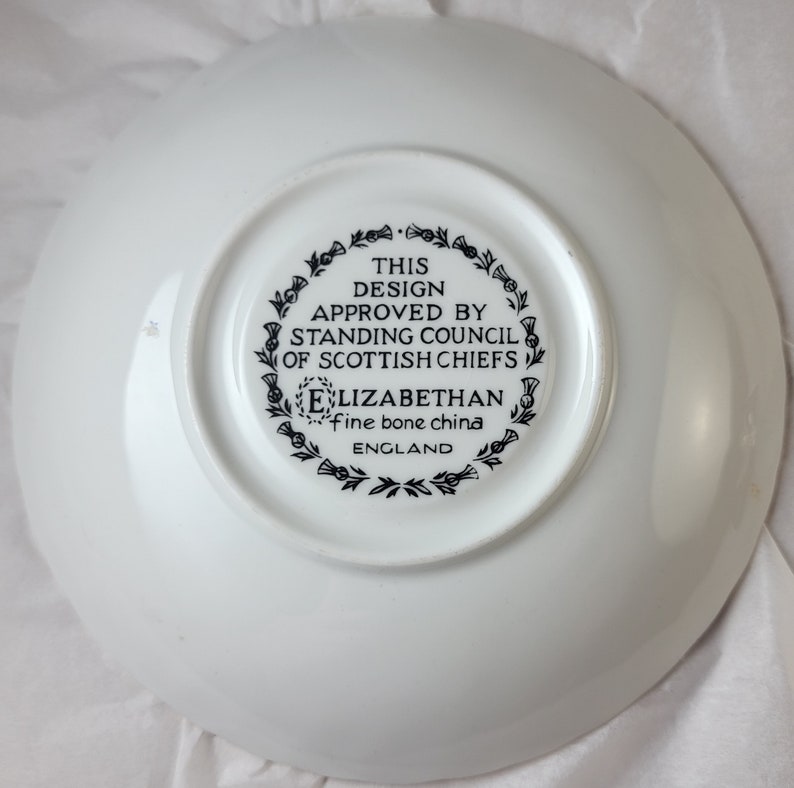 THIS
DESIGN
APPROVED BY
STANDING COUNCIL
OF SCOTTISH CHIEFS
ELIZABETHAN
fine bone china
ENGLAND